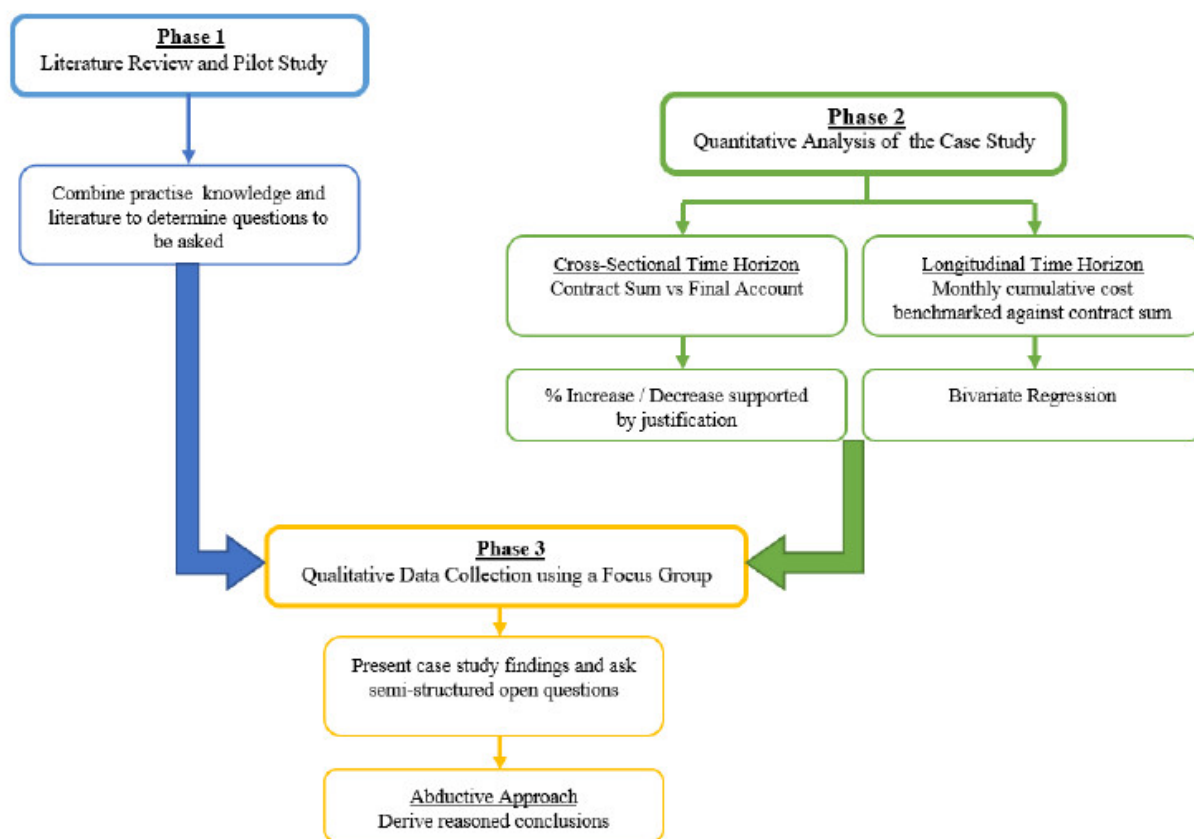 Phase 1
Literature Review and Pilot Study
Combine practise knowledge and
literature to determine questions to
be asked
Phase 2
Quantitative Analysis of the Case Study
Cross-Sectional Time Horizon
Contract Sum vs Final Account
Longitudinal Time Horizon
Monthly cumulative cost
benchmarked against contract sum
% Increase / Decrease supported
by justification
Bivariate Regression
Phase 3
Qualitative Data Collection using a Focus Group
Present case study findings and ask
semi-structured open questions
Abductive Approach
Derive reasoned conclusions